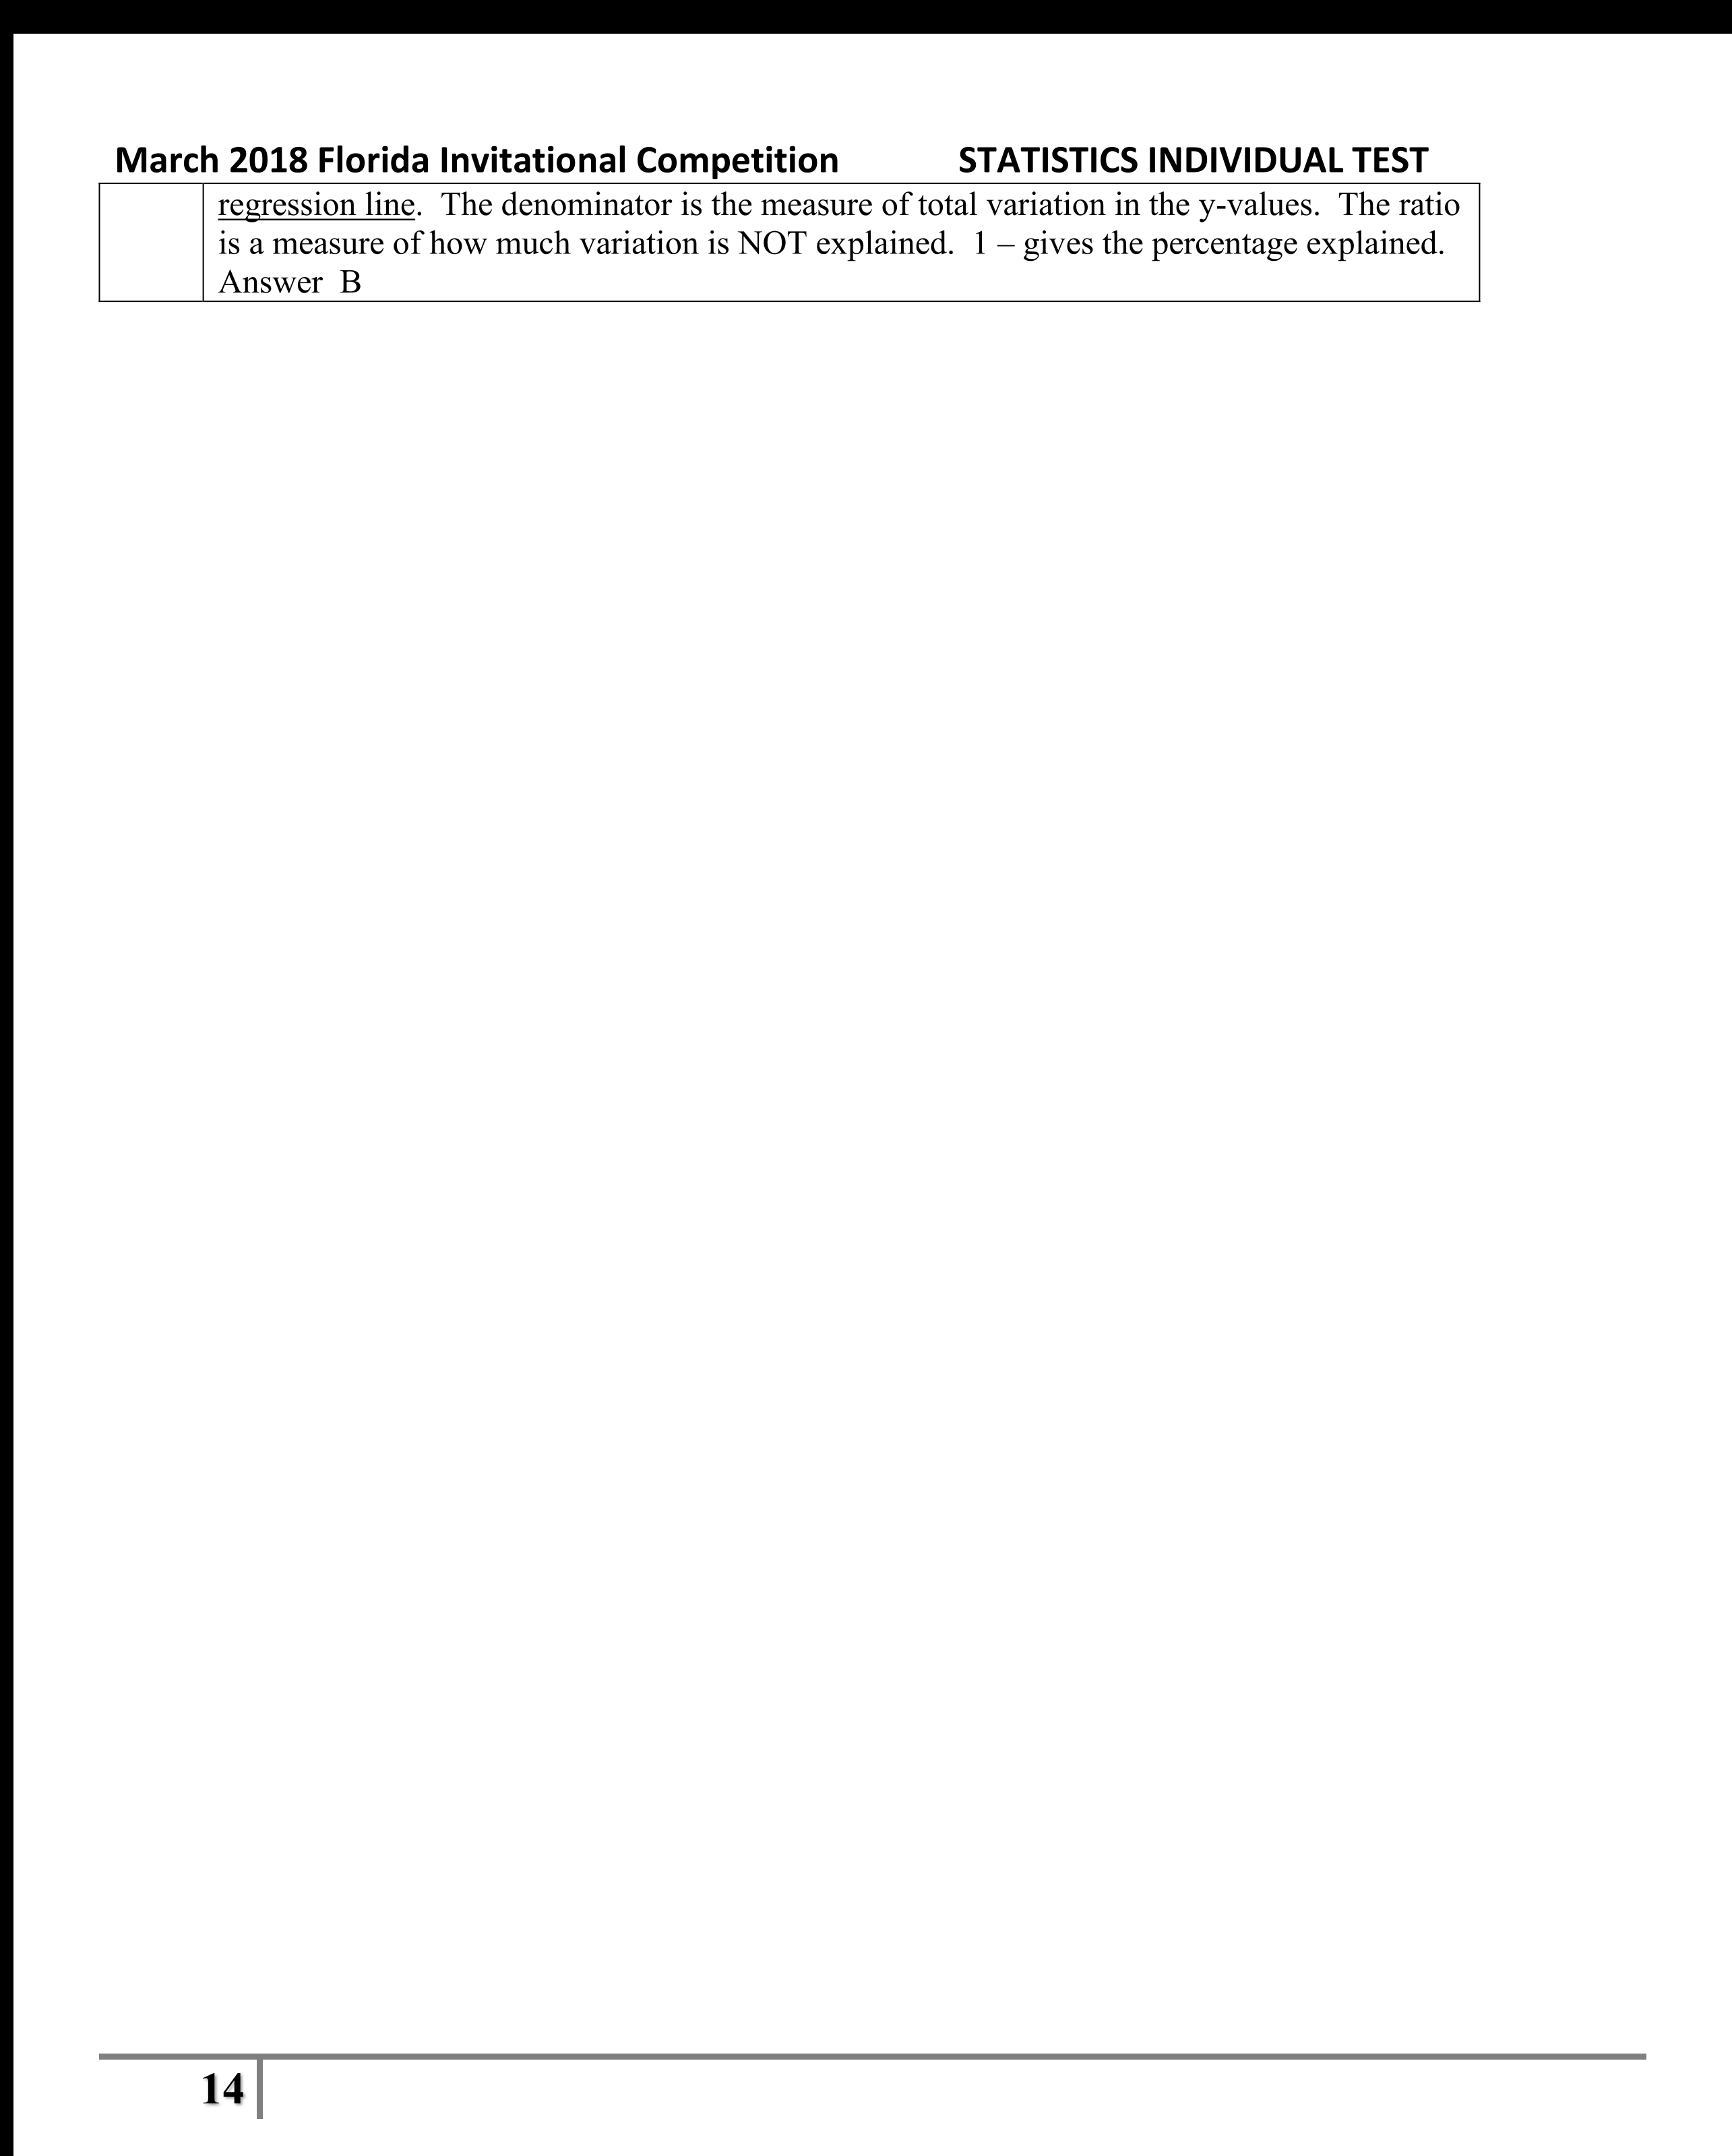 March 2018 Florida Invitational Competition STATISTICS INDIVIDUAL TEST
regression line. The denominator is the measure of total variation in the y-values. The ratio
is a measure of how much variation is NOT explained. 1 – gives the percentage explained.
Answer B
14